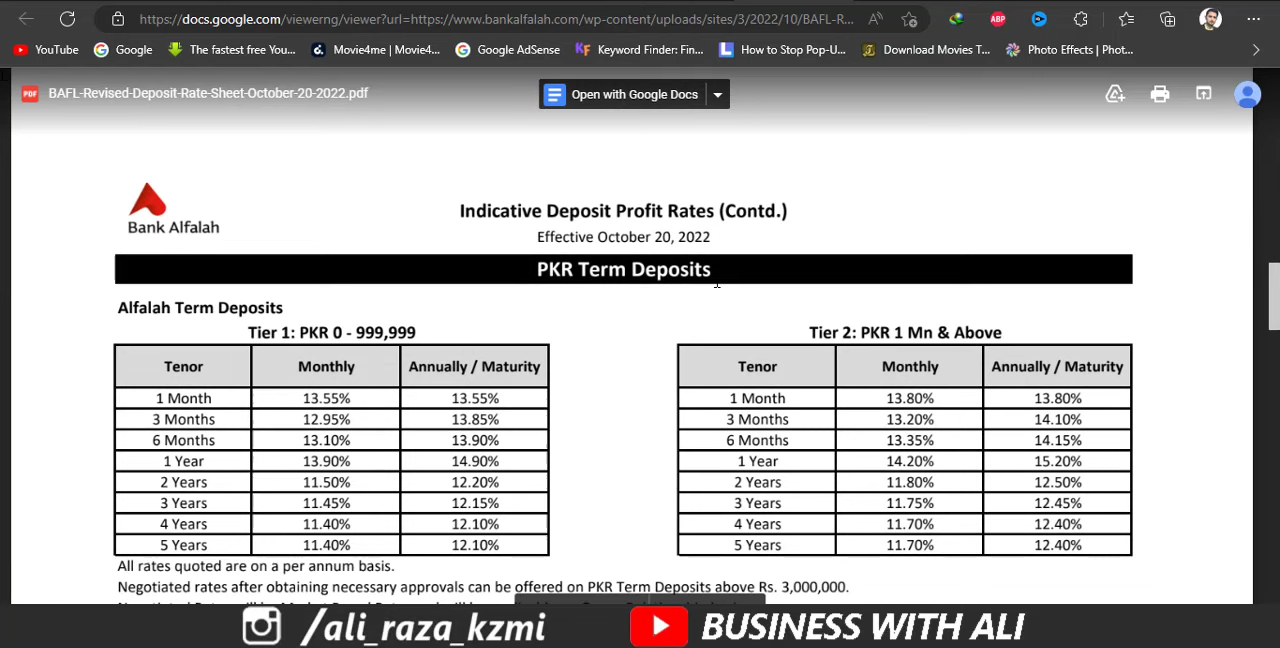 https://docs.google.com/viewerng/viewer?url=https://www.bankalfalah.com/wp-content/uploads/sites/3/2022/10/BAFL-R...
ABP
YouTube Google The fastest free You... Movie4me | Movie4... Google AdSense KF Keyword Finder: Fin... L How to Stop Pop-U... Download Movies T... Photo Effects | Phot...
PDF BAFL-Revised-Deposit-Rate-Sheet-October-20-2022.pdf Open with Google Docs
Bank Alfalah
Indicative Deposit Profit Rates (Contd.)
Effective October 20, 2022
PKR Term Deposits
Alfalah Term Deposits
Tier 1: PKR 0 - 999,999
Tenor Monthly Annually / Maturity
1 Month 13.55% 13.55%
3 Months 12.95% 13.85%
6 Months 13.10% 13.90%
1 Year 13.90% 14.90%
2 Years 11.50% 12.20%
3 Years 11.45% 12.15%
4 Years 11.40% 12.10%
5 Years 11.40% 12.10%
Tier 2: PKR 1 Mn & Above
Tenor Monthly Annually / Maturity
1 Month 13.80% 13.80%
3 Months 13.20% 14.10%
6 Months 13.35% 14.15%
1 Year 14.20% 15.20%
2 Years 11.80% 12.50%
3 Years 11.75% 12.45%
4 Years 11.70% 12.40%
5 Years 11.70% 12.40%
All rates quoted are on a per annum basis.
Negotiated rates after obtaining necessary approvals can be offered on PKR Term Deposits above Rs. 3,000,000.
/ali_raza_kzmi BUSINESS WITH ALI